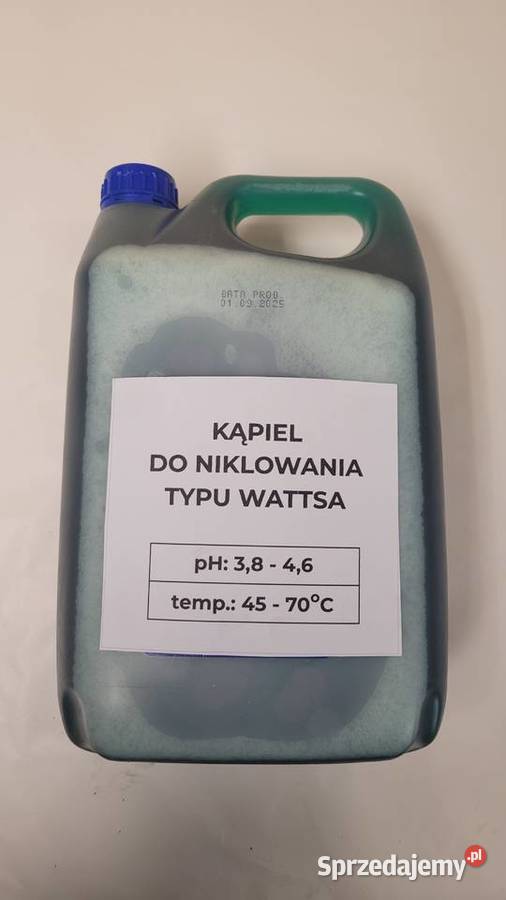 DATA PROD.
01.09.2025
KĄPIEL
DO NIKLOWANIA
TYPU WATTSA
pH: 3,8 - 4,6
temp.: 45 - 70°C
Sprzedajemy.pl